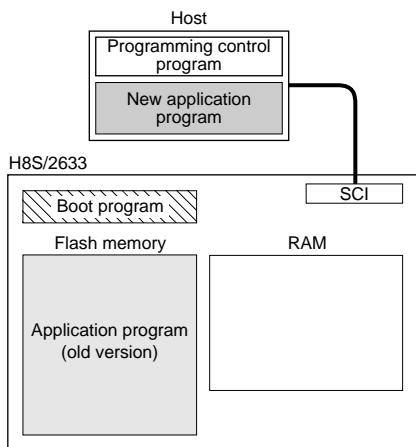 Host
Programming control
program
New application
program
H8S/2633
SCI
Boot program
Flash memory
RAM
Application program
(old version)